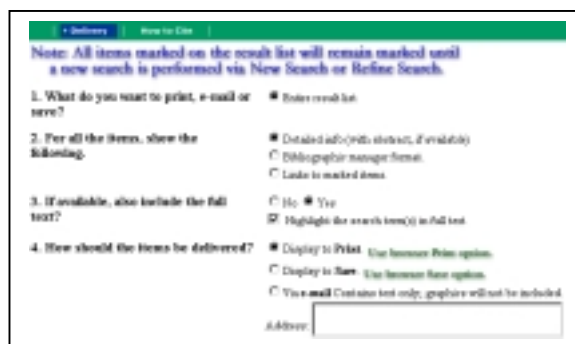 • Delivery | How to Cite |
Note: All items marked on the result list will remain marked until
a new search is performed via New Search or Refine Search.
1. What do you want to print, e-mail or save?
Entire result list
2. For all the items, show the following.
Detailed info (with abstract, if available)
Bibliographic manager format.
Links to marked items.
3. If available, also include the full text?
No Yes
Highlight the search term(s) in full text.
4. How should the items be delivered?
Display to Print. Use browser Print option.
Display to Save. Use browser Save option.
Via e-mail Contains text only, graphics will not be included.
Address: